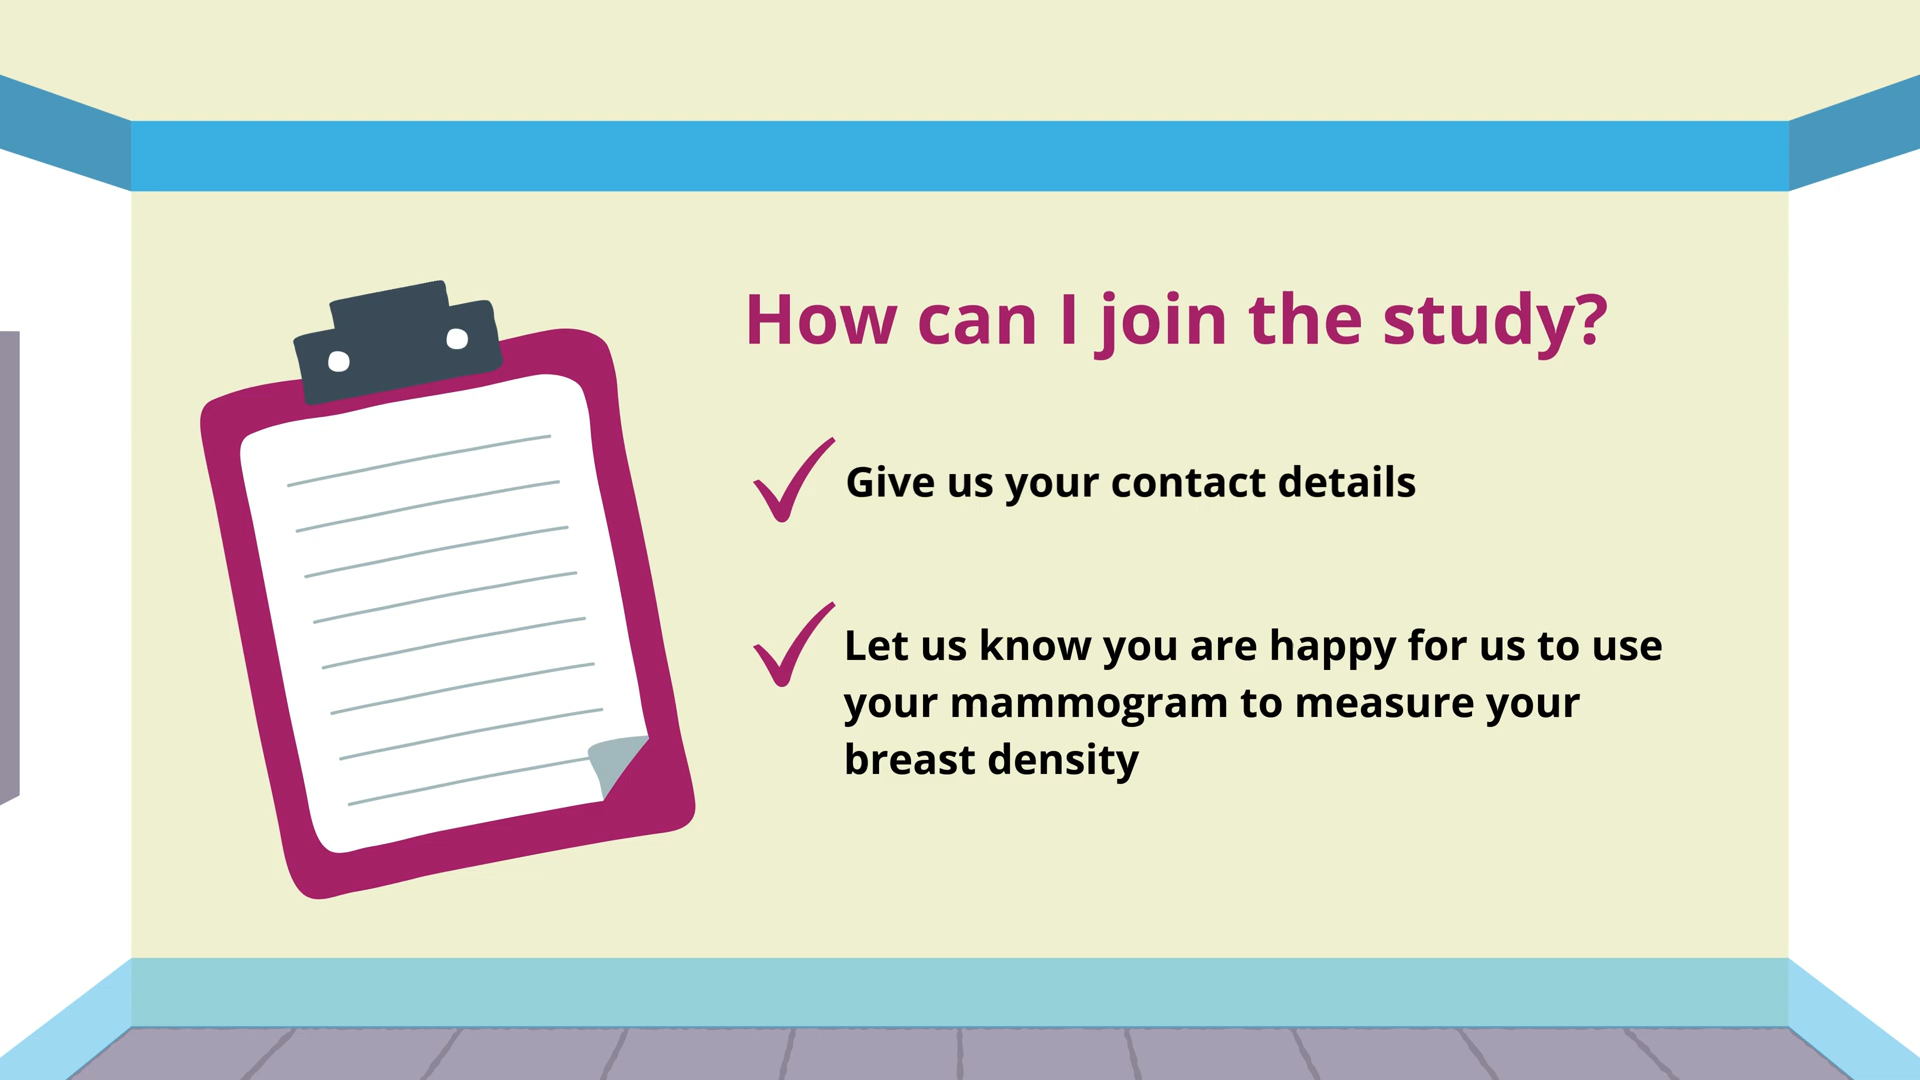 How can I join the study?
Give us your contact details
Let us know you are happy for us to use
your mammogram to measure your
breast density